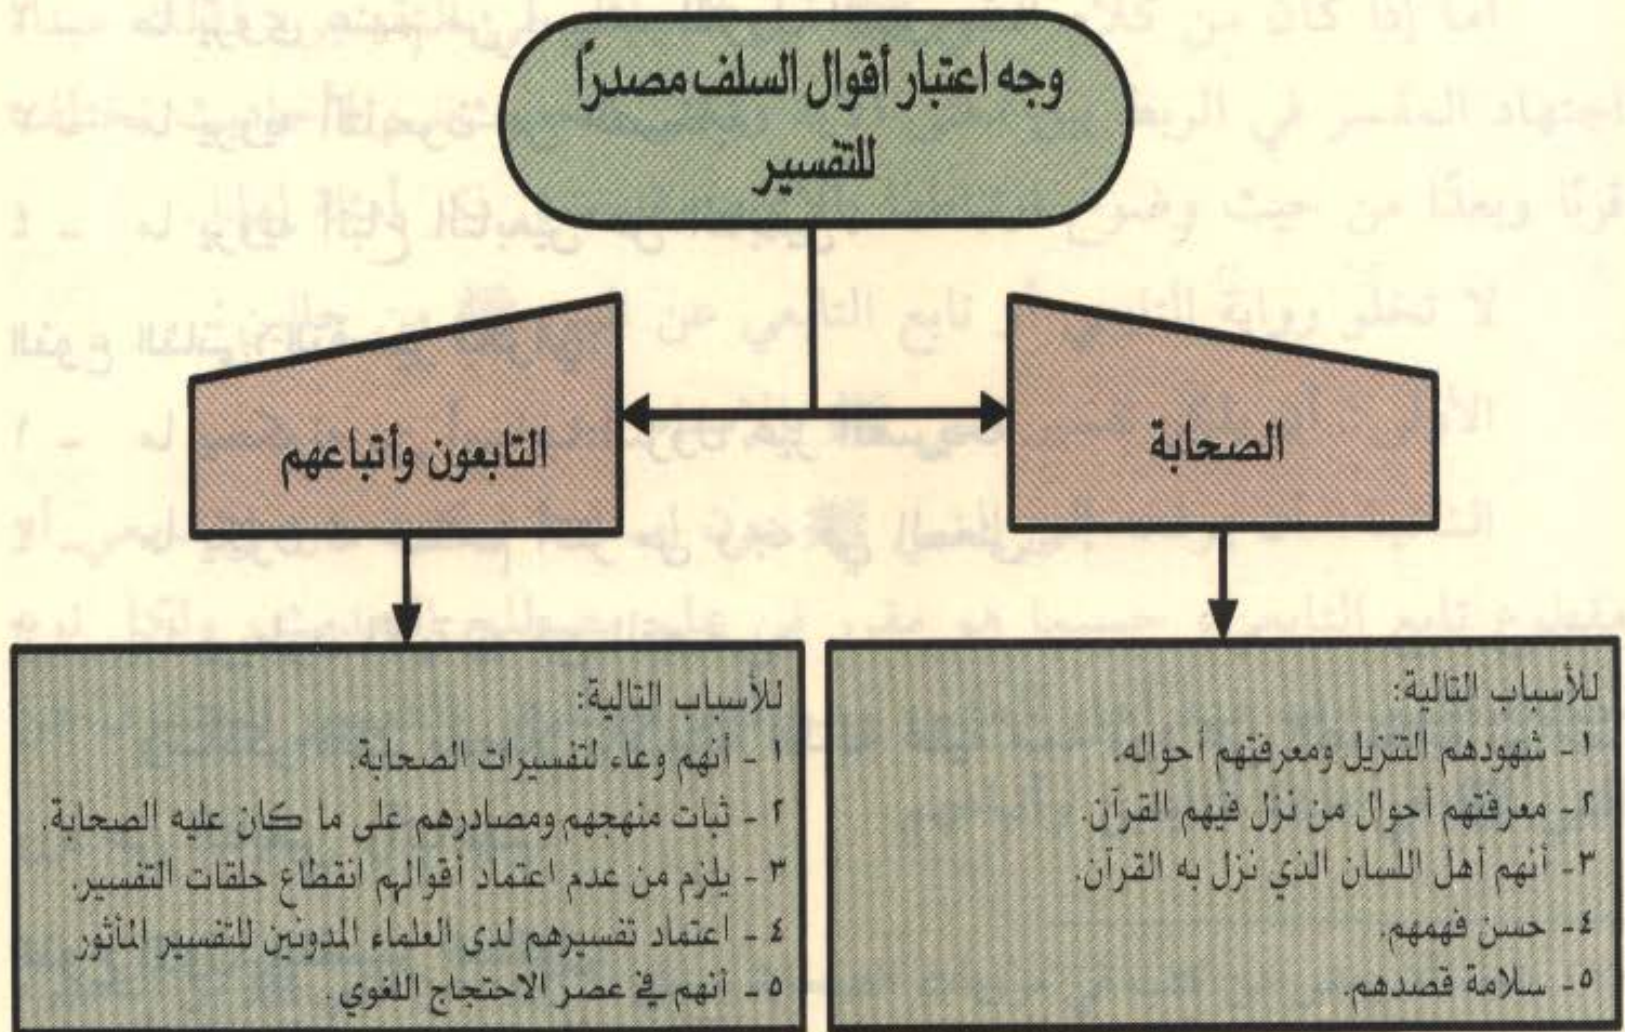 وجه اعتبار أقوال السلف مصدرًا
للتفسير
الصحابة
التابعون وأتباعهم
للأسباب التالية:
١- شهودهم التنزيل ومعرفتهم أحواله.
٢- معرفتهم أحوال من نزل فيهم القرآن.
٣- أنهم أهل اللسان الذي نزل به القرآن.
٤- حسن فهمهم.
٥- سلامة قصدهم.
للأسباب التالية:
١ - أنهم وعاء لتفسيرات الصحابة.
٢ - ثبات منهجهم ومصادرهم على ما كان عليه الصحابة.
٣ - يلزم من عدم اعتماد أقوالهم انقطاع حلقات التفسير.
٤ - اعتماد تفسيرهم لدى العلماء المدونين للتفسير المأثور
٥ - أنهم في عصر الاحتجاج اللغوي.